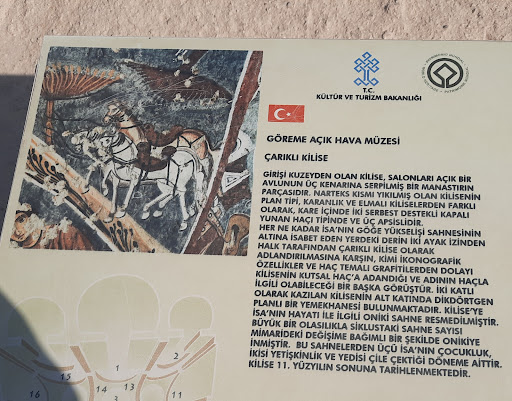 T.C.
KÜLTÜR VE TURİZM BAKANLIĞI
GÖREME AÇIK HAVA MÜZESİ
ÇARIKLI KİLİSE
GİRİŞİ KUZEYDEN OLAN KİLİSE, SALONLARI AÇIK BİR
AVLUNUN ÜÇ KENARINA SERPİLMİŞ BİR MANASTIRIN
PARÇASIDIR. NARTEKS KISMI YIKILMIŞ OLAN KİLİSENİN
PLAN TİPİ, KARANLIK VE ELMALI KİLİSELERDEN FARKLI
OLARAK, KARE İÇİNDE İKİ SERBEST DESTEKLİ KAPALI
YUNAN HAÇI TİPİNDE VE ÜÇ APSİSLİDİR.
HER NE KADAR İSA'NIN GÖĞE YÜKSELİŞİ SAHNESİNİN
ALTINA İSABET EDEN YERDEKİ DERİN İKİ AYAK İZİNDEN
HALK TARAFINDAN ÇARIKLI KİLİSE OLARAK
ADLANDIRILMASINA KARŞIN, KİMİ İKONOGRAFİK
ÖZELLİKLER VE HAÇ TEMALI GRAFİTİLERDEN DOLAYI
KİLİSENİN KUTSAL HAÇ'A ADANDIĞI VE ADININ HAÇLA
İLGİLİ OLABİLECEĞİ BİR BAŞKA GÖRÜŞTÜR. İKİ KATLI
OLARAK KAZILAN KİLİSENİN ALT KATINDA DİKDÖRTGEN
PLANLI BİR YEMEKHANESİ BULUNMAKTADIR. KİLİSE'YE
İSA'NIN HAYATI İLE İLGİLİ ONİKİ SAHNE RESMEDİLMİŞTİR.
BÜYÜK BİR OLASILIKLA SİKLUSTAKİ SAHNE SAYISI
MİMARİDEKİ DEĞİŞİME BAĞIMLI BİR ŞEKİLDE ONİKİYE
İNMİŞTİR. BU SAHNELERDEN ÜÇÜ İSA'NIN ÇOCUKLUK,
İKİSİ YETİŞKİNLİK VE YEDİSİ ÇİLE ÇEKTİĞİ DÖNEME AİTTİR.
KİLİSE 11. YÜZYILIN SONUNA TARİHLENMEKTEDİR.
1
2
15
14
13
16
11